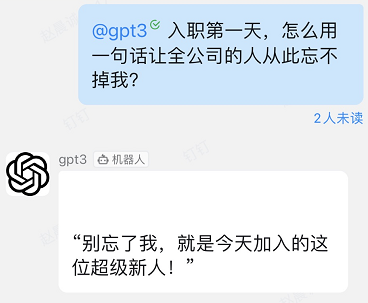 @gpt3 入职第一天，怎么用
一句话让全公司的人从此忘不
掉我？
2人未读
gpt3 机器人
“别忘了我，就是今天加入的这
位超级新人！”